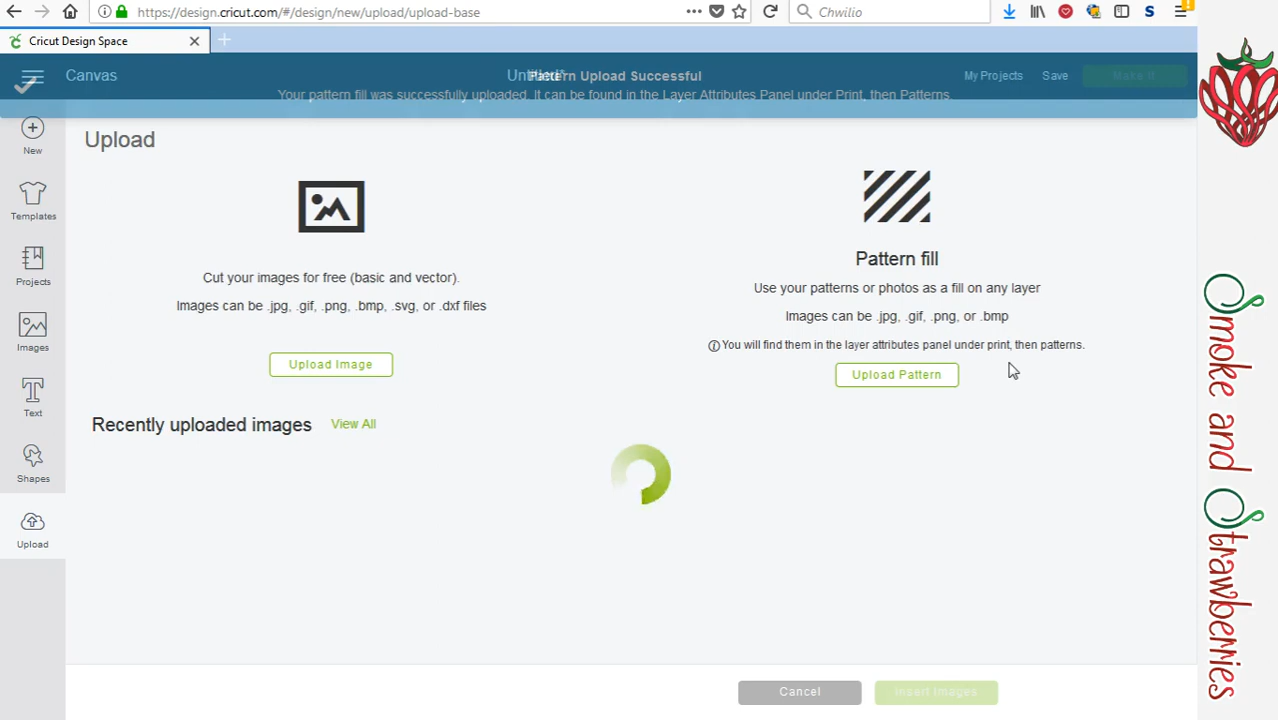 https://design.cricut.com/#/design/new/upload/upload-base
Chwilio
S
Cricut Design Space
Canvas
Pattern Upload Successful
My Projects
Save
Make It
Your pattern fill was successfully uploaded. It can be found in the Layer Attributes Panel under Print, then Patterns.
New
Templates
Projects
Images
Text
Shapes
Upload
Upload
Cut your images for free (basic and vector).
Images can be .jpg, .gif, .png, .bmp, .svg, or .dxf files
Upload Image
Pattern fill
Use your patterns or photos as a fill on any layer
Images can be .jpg, .gif, .png, or .bmp
You will find them in the layer attributes panel under print, then patterns.
Upload Pattern
Recently uploaded images
View All
Cancel
Insert Images
Smoke and Strawberries